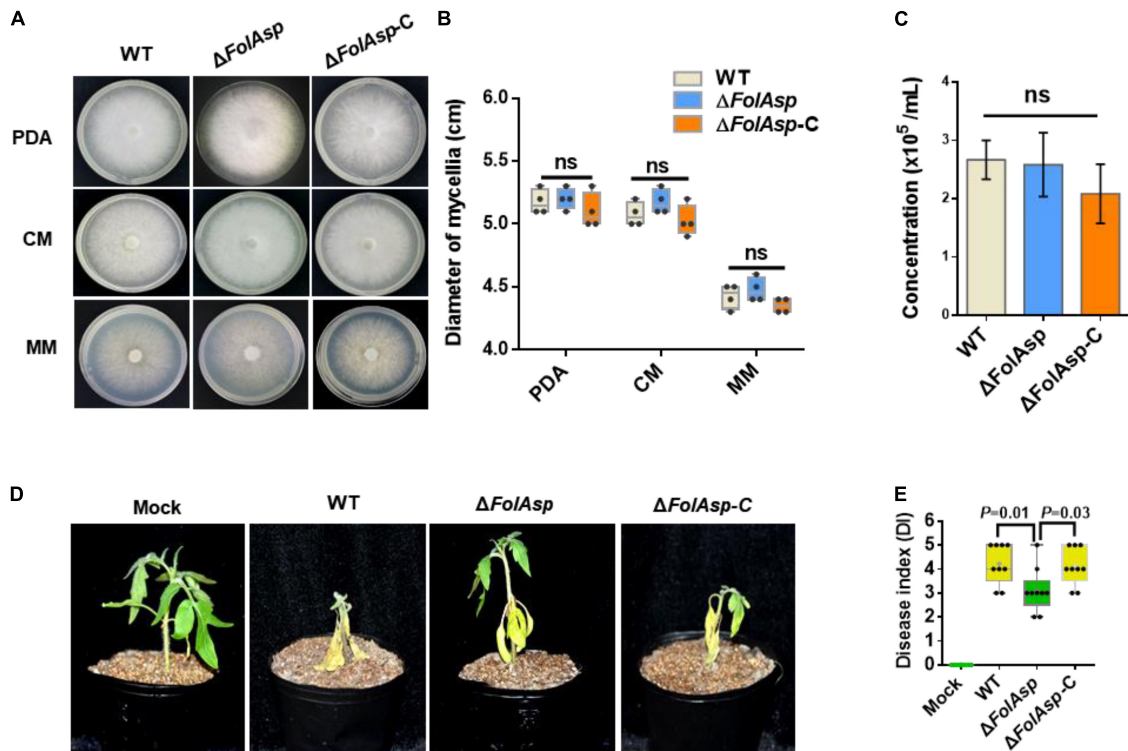 A
WT
ΔFolAsp
ΔFolAsp-C
PDA
CM
MM
B
WT
ΔFolAsp
ΔFolAsp-C
Diameter of mycellia (cm)
6.0
5.5
5.0
4.5
4.0
ns
ns
ns
PDA
CM
MM
C
Concentration (x10⁵ /mL)
4
3
2
1
0
ns
WT
ΔFolAsp
ΔFolAsp-C
D
Mock
WT
ΔFolAsp
ΔFolAsp-C
E
Disease index (DI)
6
5
4
3
2
1
0
P=0.01
P=0.03
Mock
WT
ΔFolAsp
ΔFolAsp-C